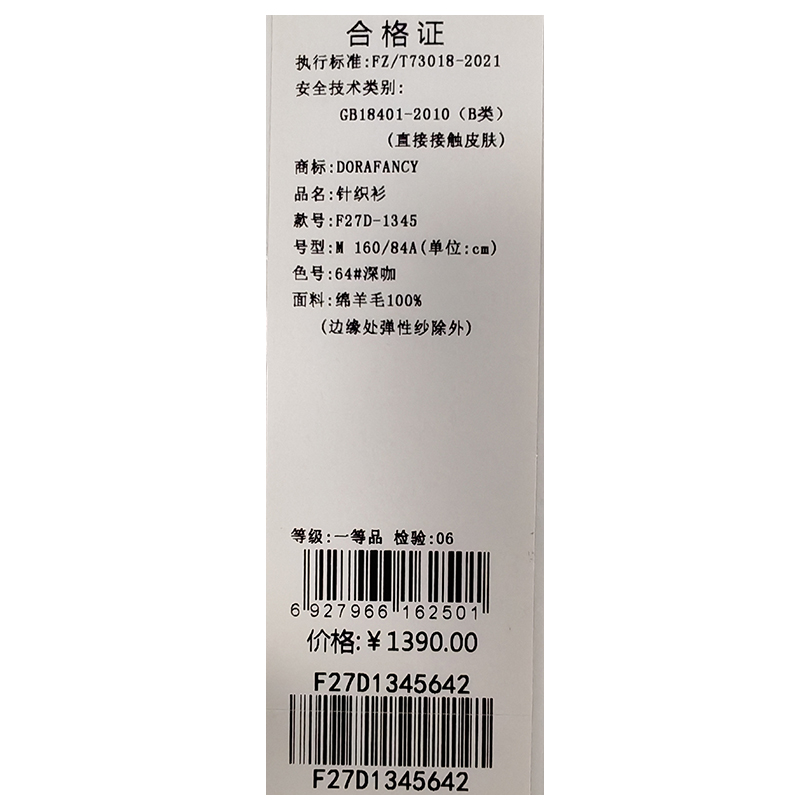 合格证
执行标准:FZ/T73018-2021
安全技术类别:
GB18401-2010（B类）
(直接接触皮肤)
商标:DORAFANCY
品名:针织衫
款号:F27D-1345
号型:M 160/84A(单位:cm)
色号:64#深咖
面料:绵羊毛100%
(边缘处弹性纱除外)
等级:一等品 检验:06
6 927966 162501
价格:￥1390.00
F27D1345642
F27D1345642